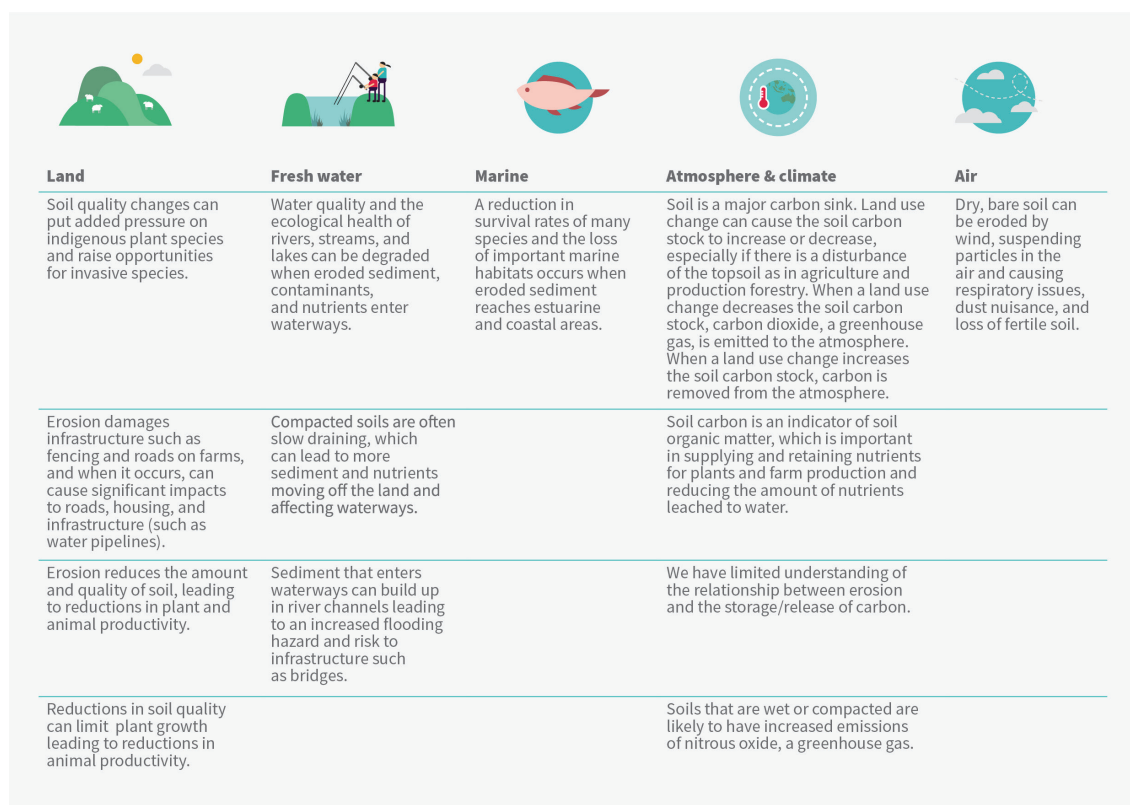 Land
Soil quality changes can
put added pressure on
indigenous plant species
and raise opportunities
for invasive species.
Erosion damages
infrastructure such as
fencing and roads on farms,
and when it occurs, can
cause significant impacts
to roads, housing, and
infrastructure (such as
water pipelines).
Erosion reduces the amount
and quality of soil, leading
to reductions in plant and
animal productivity.
Reductions in soil quality
can limit plant growth
leading to reductions in
animal productivity.
Fresh water
Water quality and the
ecological health of
rivers, streams, and
lakes can be degraded
when eroded sediment,
contaminants,
and nutrients enter
waterways.
Compacted soils are often
slow draining, which
can lead to more
sediment and nutrients
moving off the land and
affecting waterways.
Sediment that enters
waterways can build up
in river channels leading
to an increased flooding
hazard and risk to
infrastructure such
as bridges.
Marine
A reduction in
survival rates of many
species and the loss
of important marine
habitats occurs when
eroded sediment
reaches estuarine
and coastal areas.
Atmosphere & climate
Soil is a major carbon sink. Land use
change can cause the soil carbon
stock to increase or decrease,
especially if there is a disturbance
of the topsoil as in agriculture and
production forestry. When a land use
change decreases the soil carbon
stock, carbon dioxide, a greenhouse
gas, is emitted to the atmosphere.
When a land use change increases
the soil carbon stock, carbon is
removed from the atmosphere.
Soil carbon is an indicator of soil
organic matter, which is important
in supplying and retaining nutrients
for plants and farm production and
reducing the amount of nutrients
leached to water.
We have limited understanding of
the relationship between erosion
and the storage/release of carbon.
Soils that are wet or compacted are
likely to have increased emissions
of nitrous oxide, a greenhouse gas.
Air
Dry, bare soil can
be eroded by
wind, suspending
particles in the
air and causing
respiratory issues,
dust nuisance, and
loss of fertile soil.